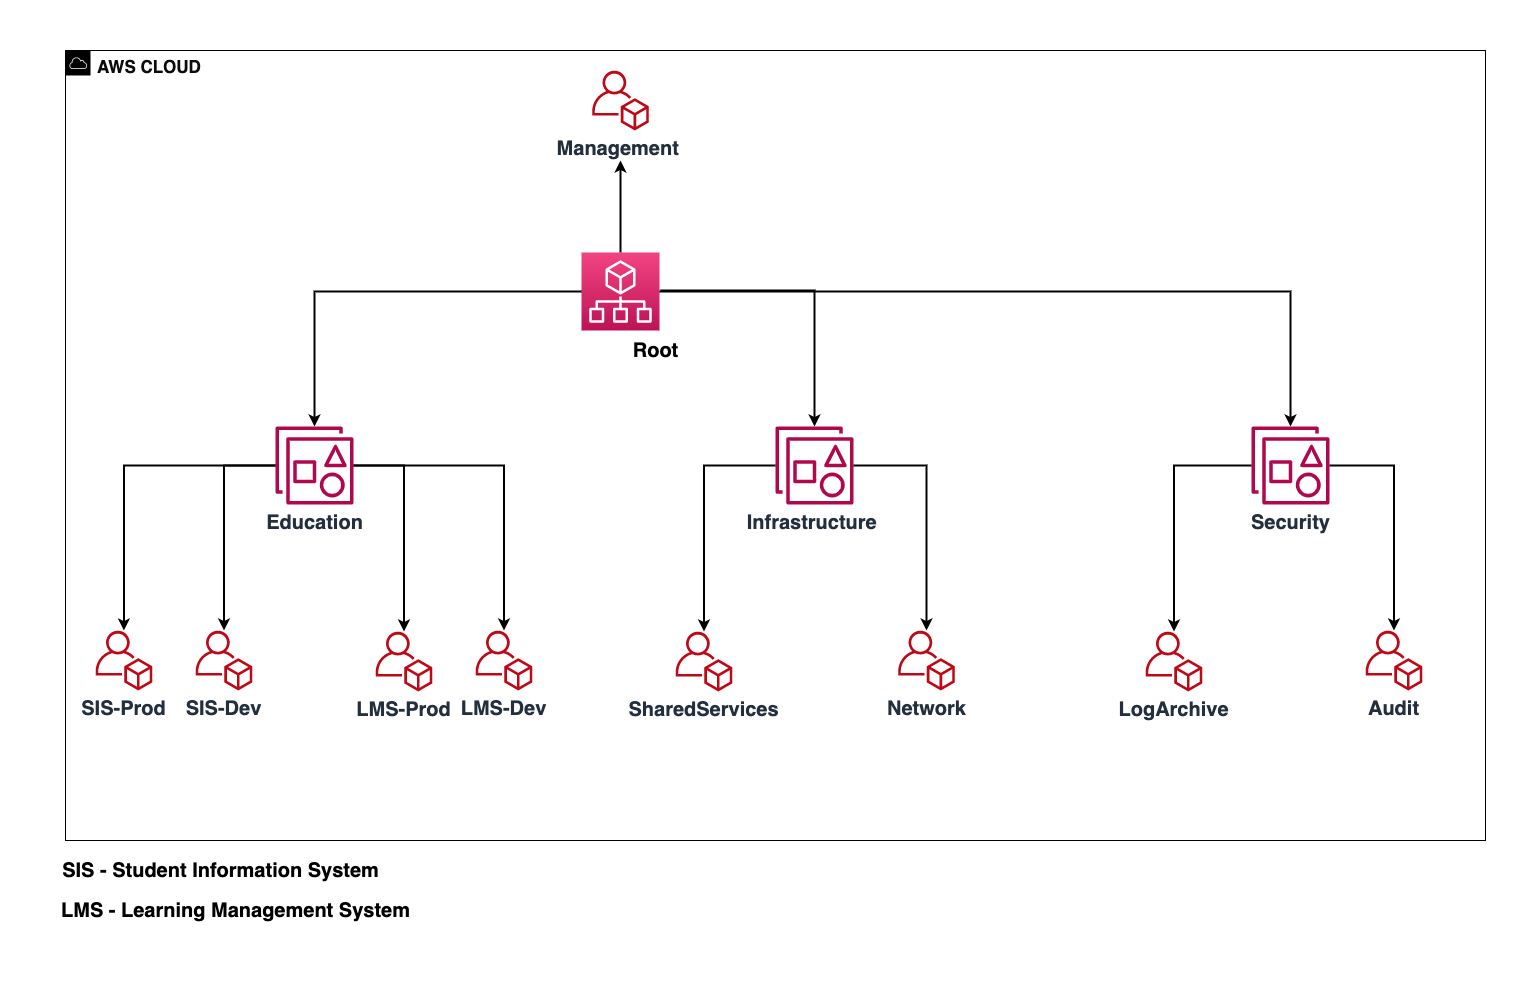 AWS CLOUD
Management
Root
Education
Infrastructure
Security
SIS-Prod
SIS-Dev
LMS-Prod
LMS-Dev
SharedServices
Network
LogArchive
Audit
SIS - Student Information System
LMS - Learning Management System